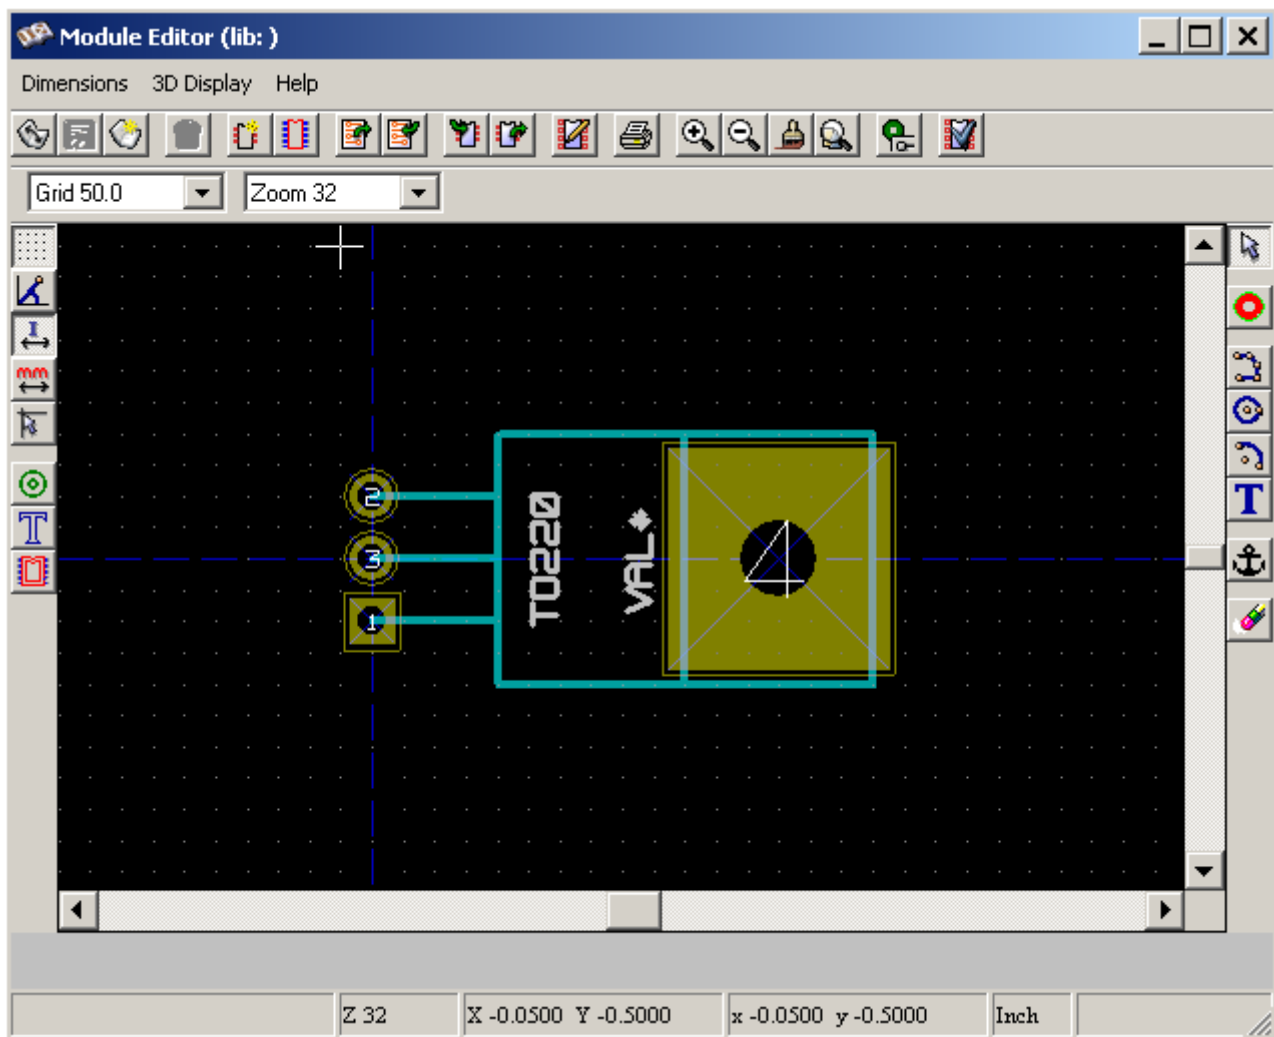 Module Editor (lib: )
Dimensions 3D Display Help
Grid 50.0 Zoom 32
I
mm
T
T
2
3
1
TO220
VAL*
4
Z 32 X -0.0500 Y -0.5000 x -0.0500 y -0.5000 Inch